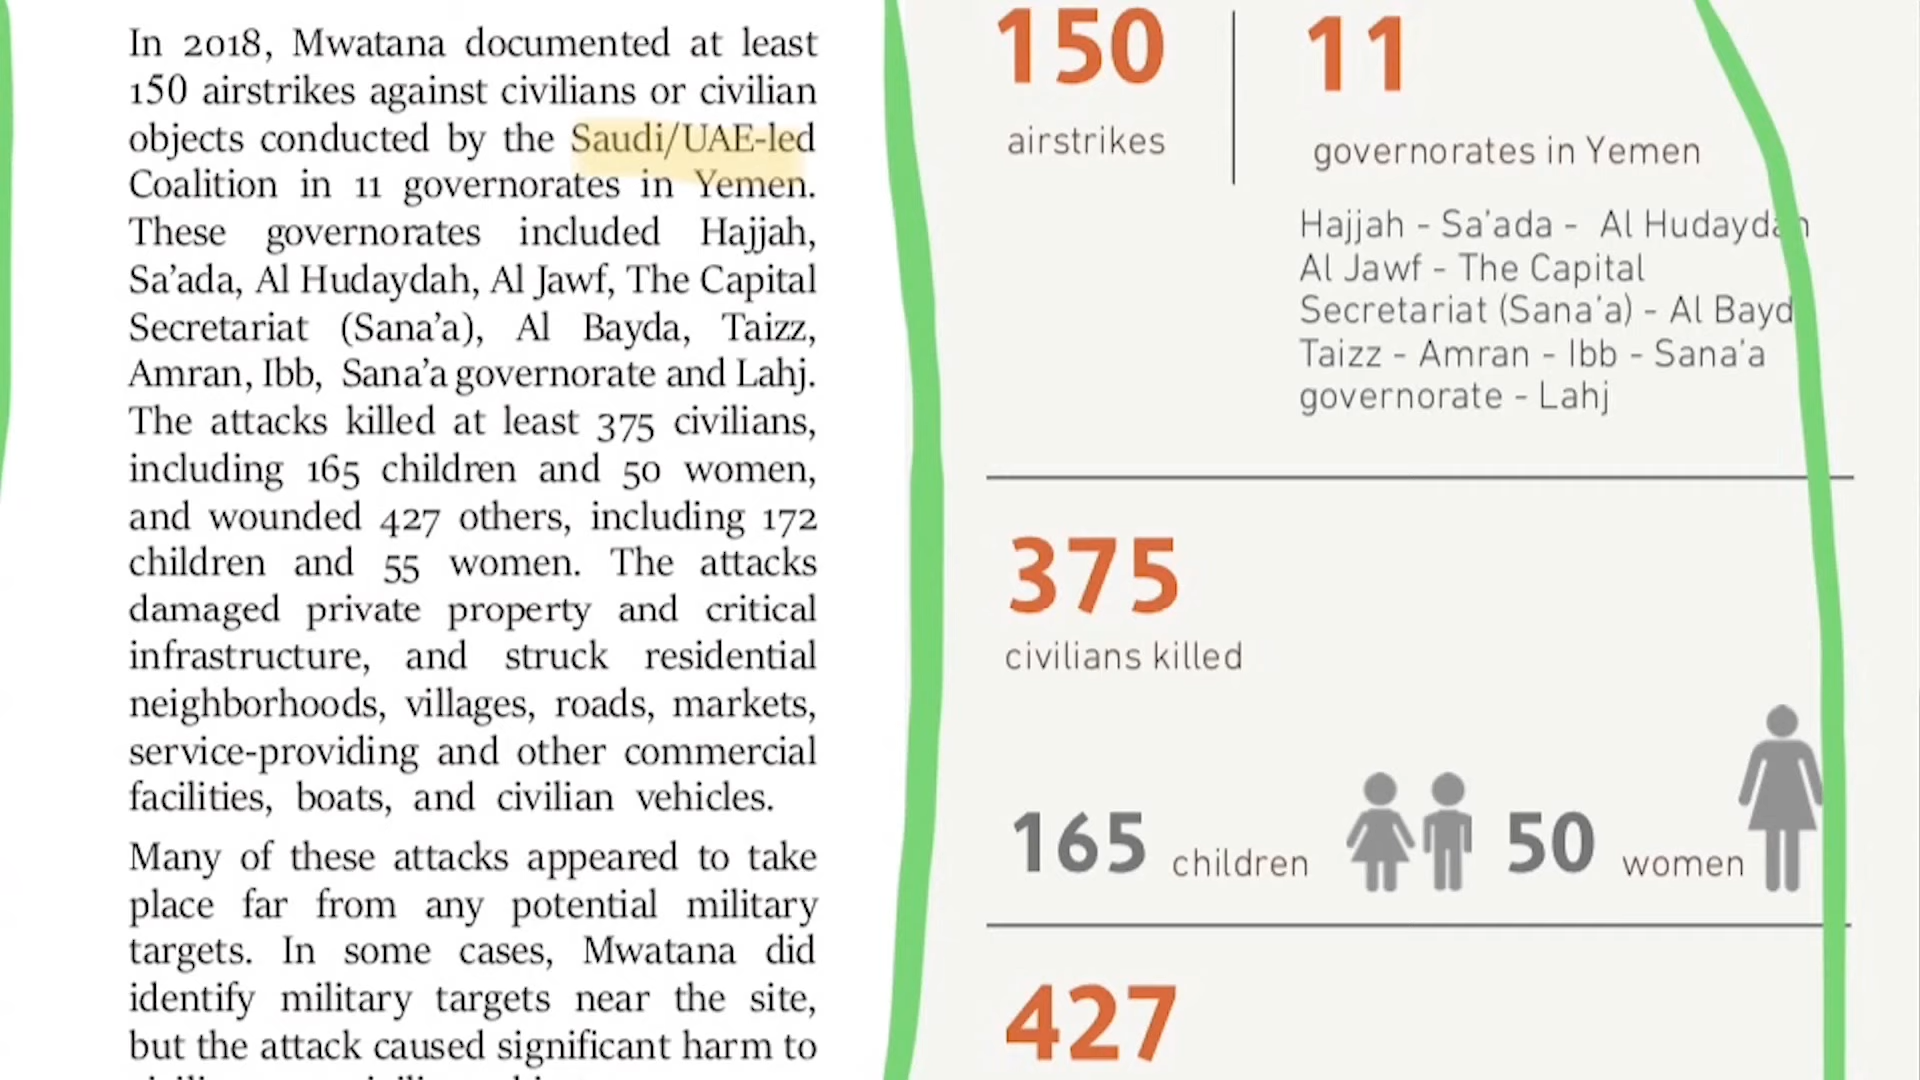 In 2018, Mwatana documented at least
150 airstrikes against civilians or civilian
objects conducted by the Saudi/UAE-led
Coalition in 11 governorates in Yemen.
These governorates included Hajjah,
Sa’ada, Al Hudaydah, Al Jawf, The Capital
Secretariat (Sana’a), Al Bayda, Taizz,
Amran, Ibb, Sana’a governorate and Lahj.
The attacks killed at least 375 civilians,
including 165 children and 50 women,
and wounded 427 others, including 172
children and 55 women. The attacks
damaged private property and critical
infrastructure, and struck residential
neighborhoods, villages, roads, markets,
service-providing and other commercial
facilities, boats, and civilian vehicles.
Many of these attacks appeared to take
place far from any potential military
targets. In some cases, Mwatana did
identify military targets near the site,
but the attack caused significant harm to
150
airstrikes
11
governorates in Yemen
Hajjah - Sa’ada - Al Hudaydah
Al Jawf - The Capital
Secretariat (Sana’a) - Al Bayd
Taizz - Amran - Ibb - Sana’a
governorate - Lahj
375
civilians killed
165 children 50 women
427